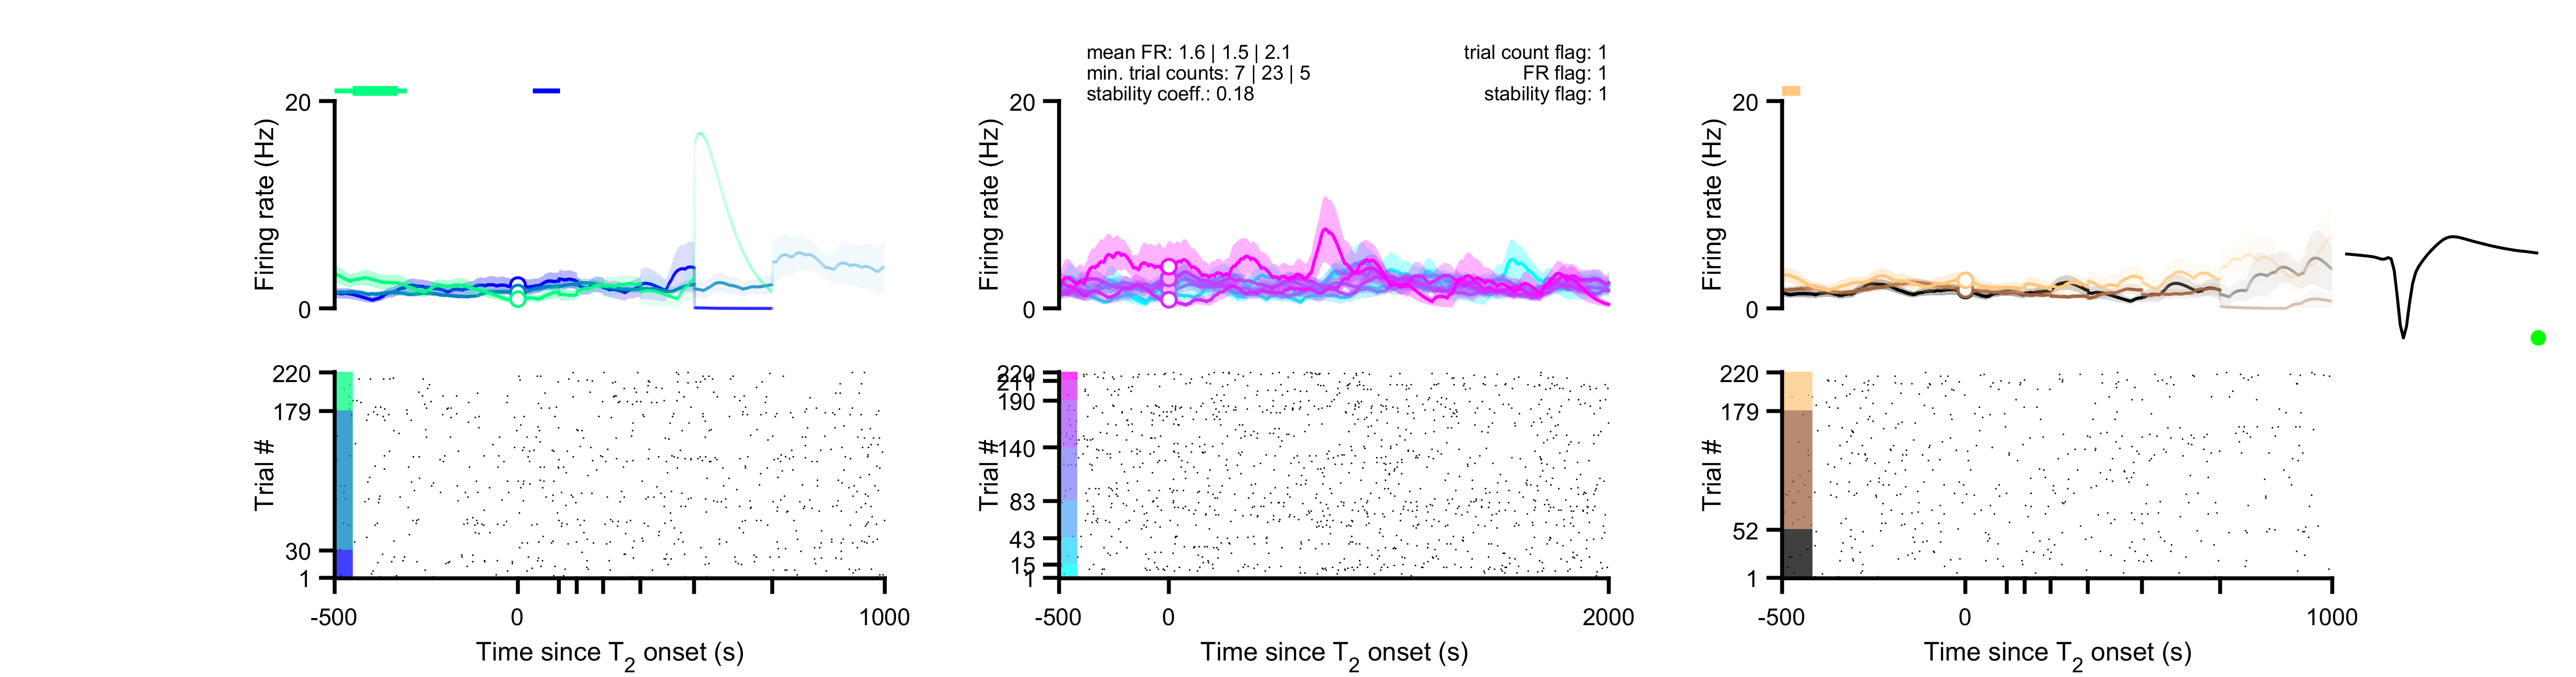 mean FR: 1.6 | 1.5 | 2.1
min. trial counts: 7 | 23 | 5
stability coeff.: 0.18
trial count flag: 1
FR flag: 1
stability flag: 1
20
Firing rate (Hz)
0
20
Firing rate (Hz)
0
20
Firing rate (Hz)
0
220
179
Trial #
30
1
-500
0
1000
Time since T2 onset (s)
220
211
190
140
Trial #
83
43
15
1
-500
0
2000
Time since T2 onset (s)
220
179
Trial #
52
1
-500
0
1000
Time since T2 onset (s)